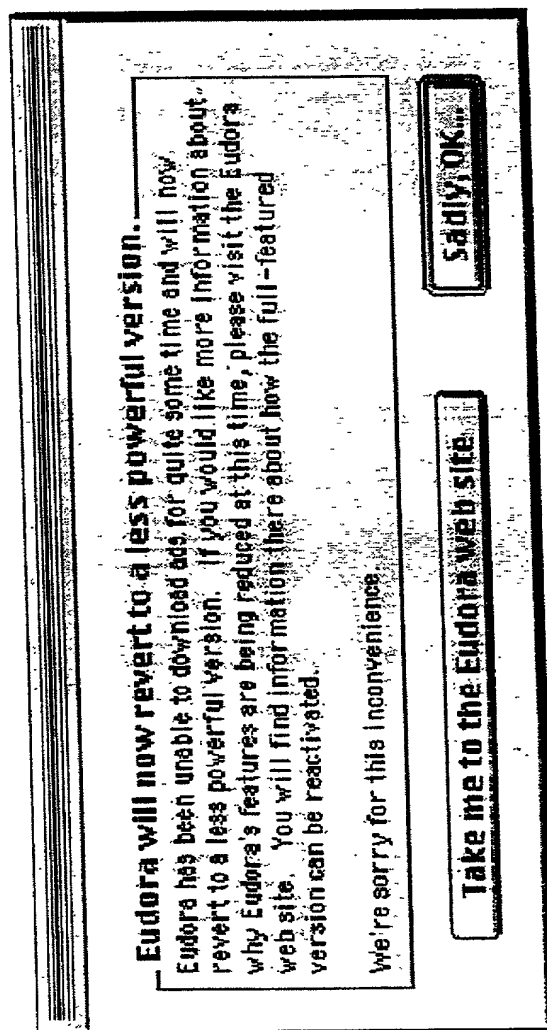 Eudora will now revert to a less powerful version.
Eudora has been unable to download ads for quite some time and will now
revert to a less powerful version. If you would like more information about
why Eudora's features are being reduced at this time, please visit the Eudora
web site. You will find information there about how the full-featured
version can be reactivated.
We're sorry for this inconvenience.
Take me to the Eudora web site
Sadly, OK...